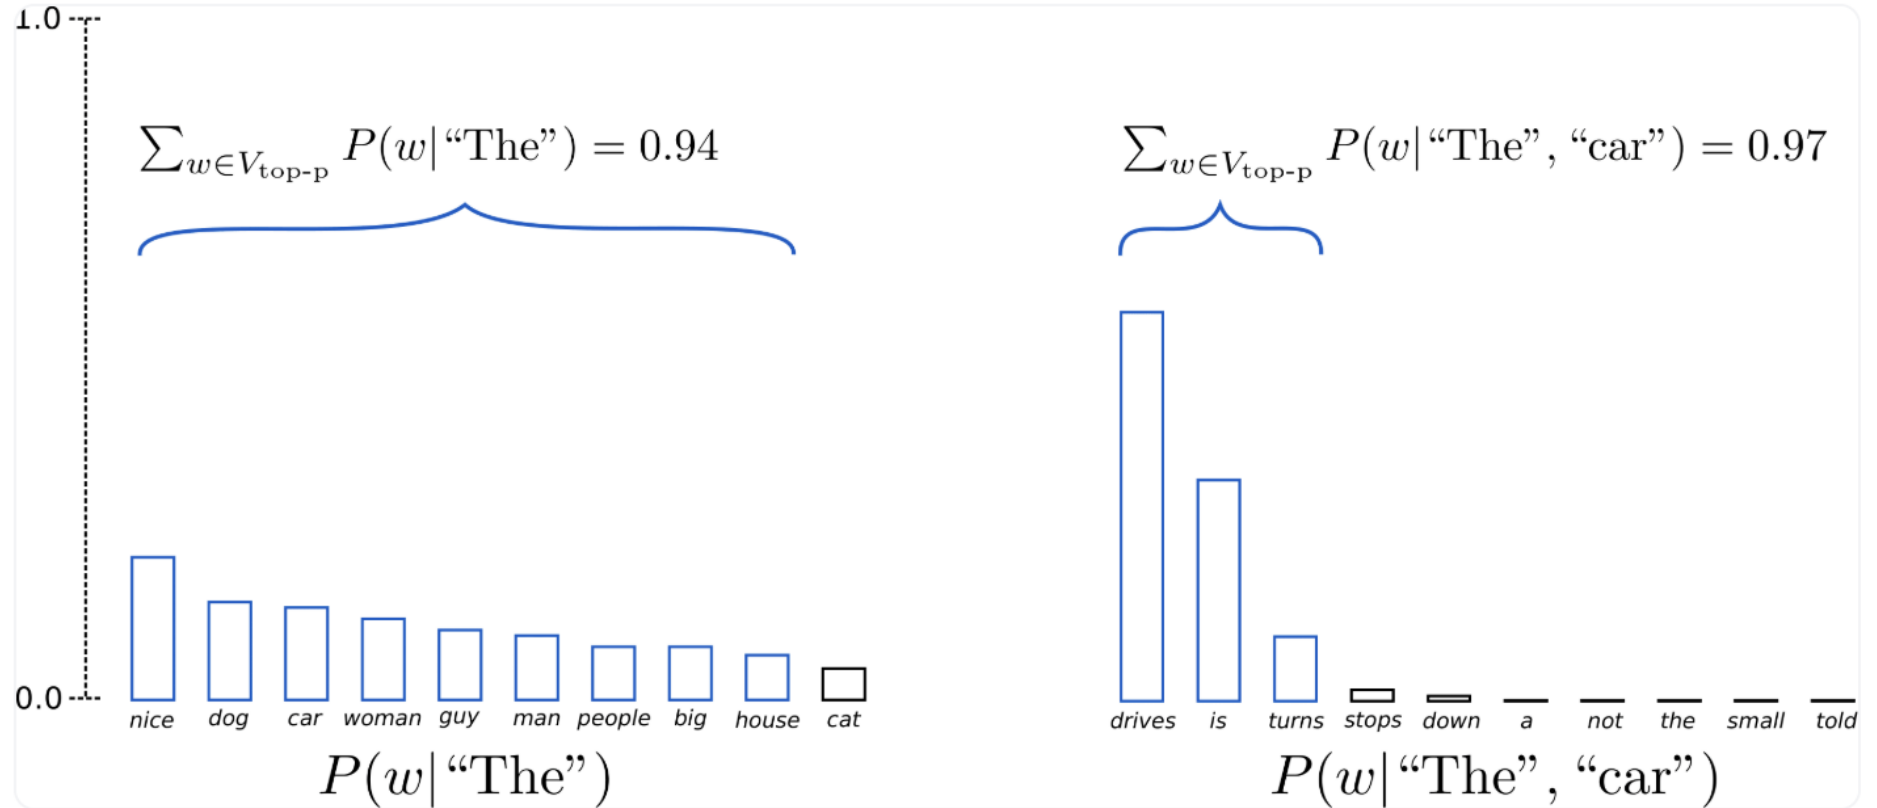 1.0
∑w∈Vtop-p P(w|“The”) = 0.94
∑w∈Vtop-p P(w|“The”, “car”) = 0.97
0.0
nice dog car woman guy man people big house cat
drives is turns stops down a not the small told
P(w|“The”)
P(w|“The”, “car”)